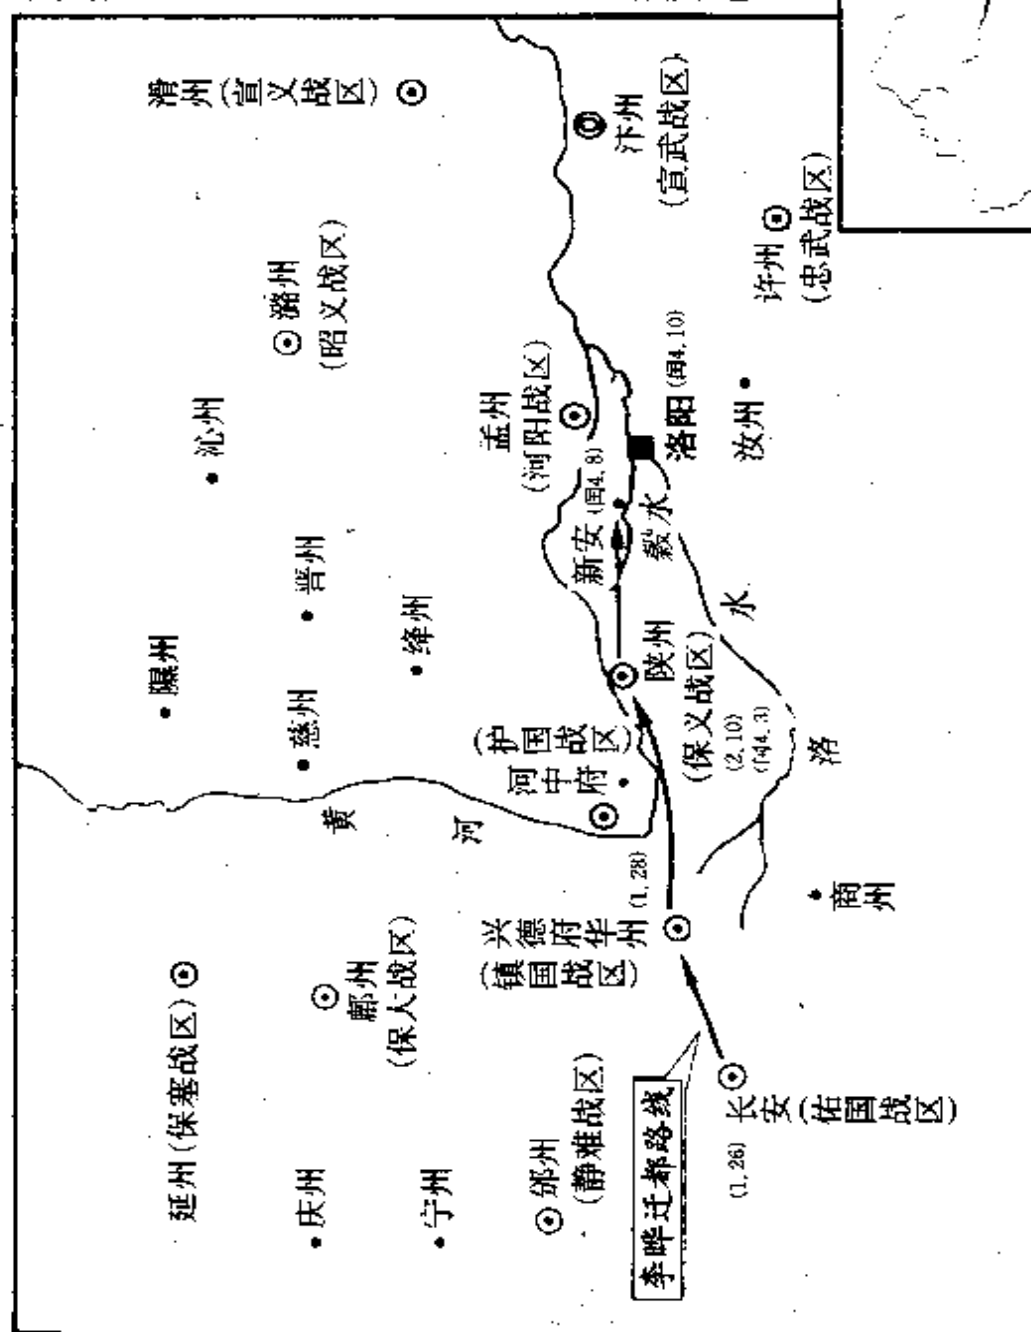 延州(保塞战区)
庆州
宁州
鄜州
(保大战区)
邠州
(静难战区)
李晔迁都路线
长安(佑国战区)
(1,26)
兴德府华州
(镇国战区)
(1,28)
商州
黄河
隰州
慈州
晋州
绛州
沁州
(护国战区)
河中府
陕州
(保义战区)
(2,10)
(闰4,3)
新安(闰4,8)
榖水
洛水
潞州
(昭义战区)
孟州
(河阳战区)
洛阳(闰4,10)
汝州
滑州(宣义战区)
汴州
(宣武战区)
许州
(忠武战区)